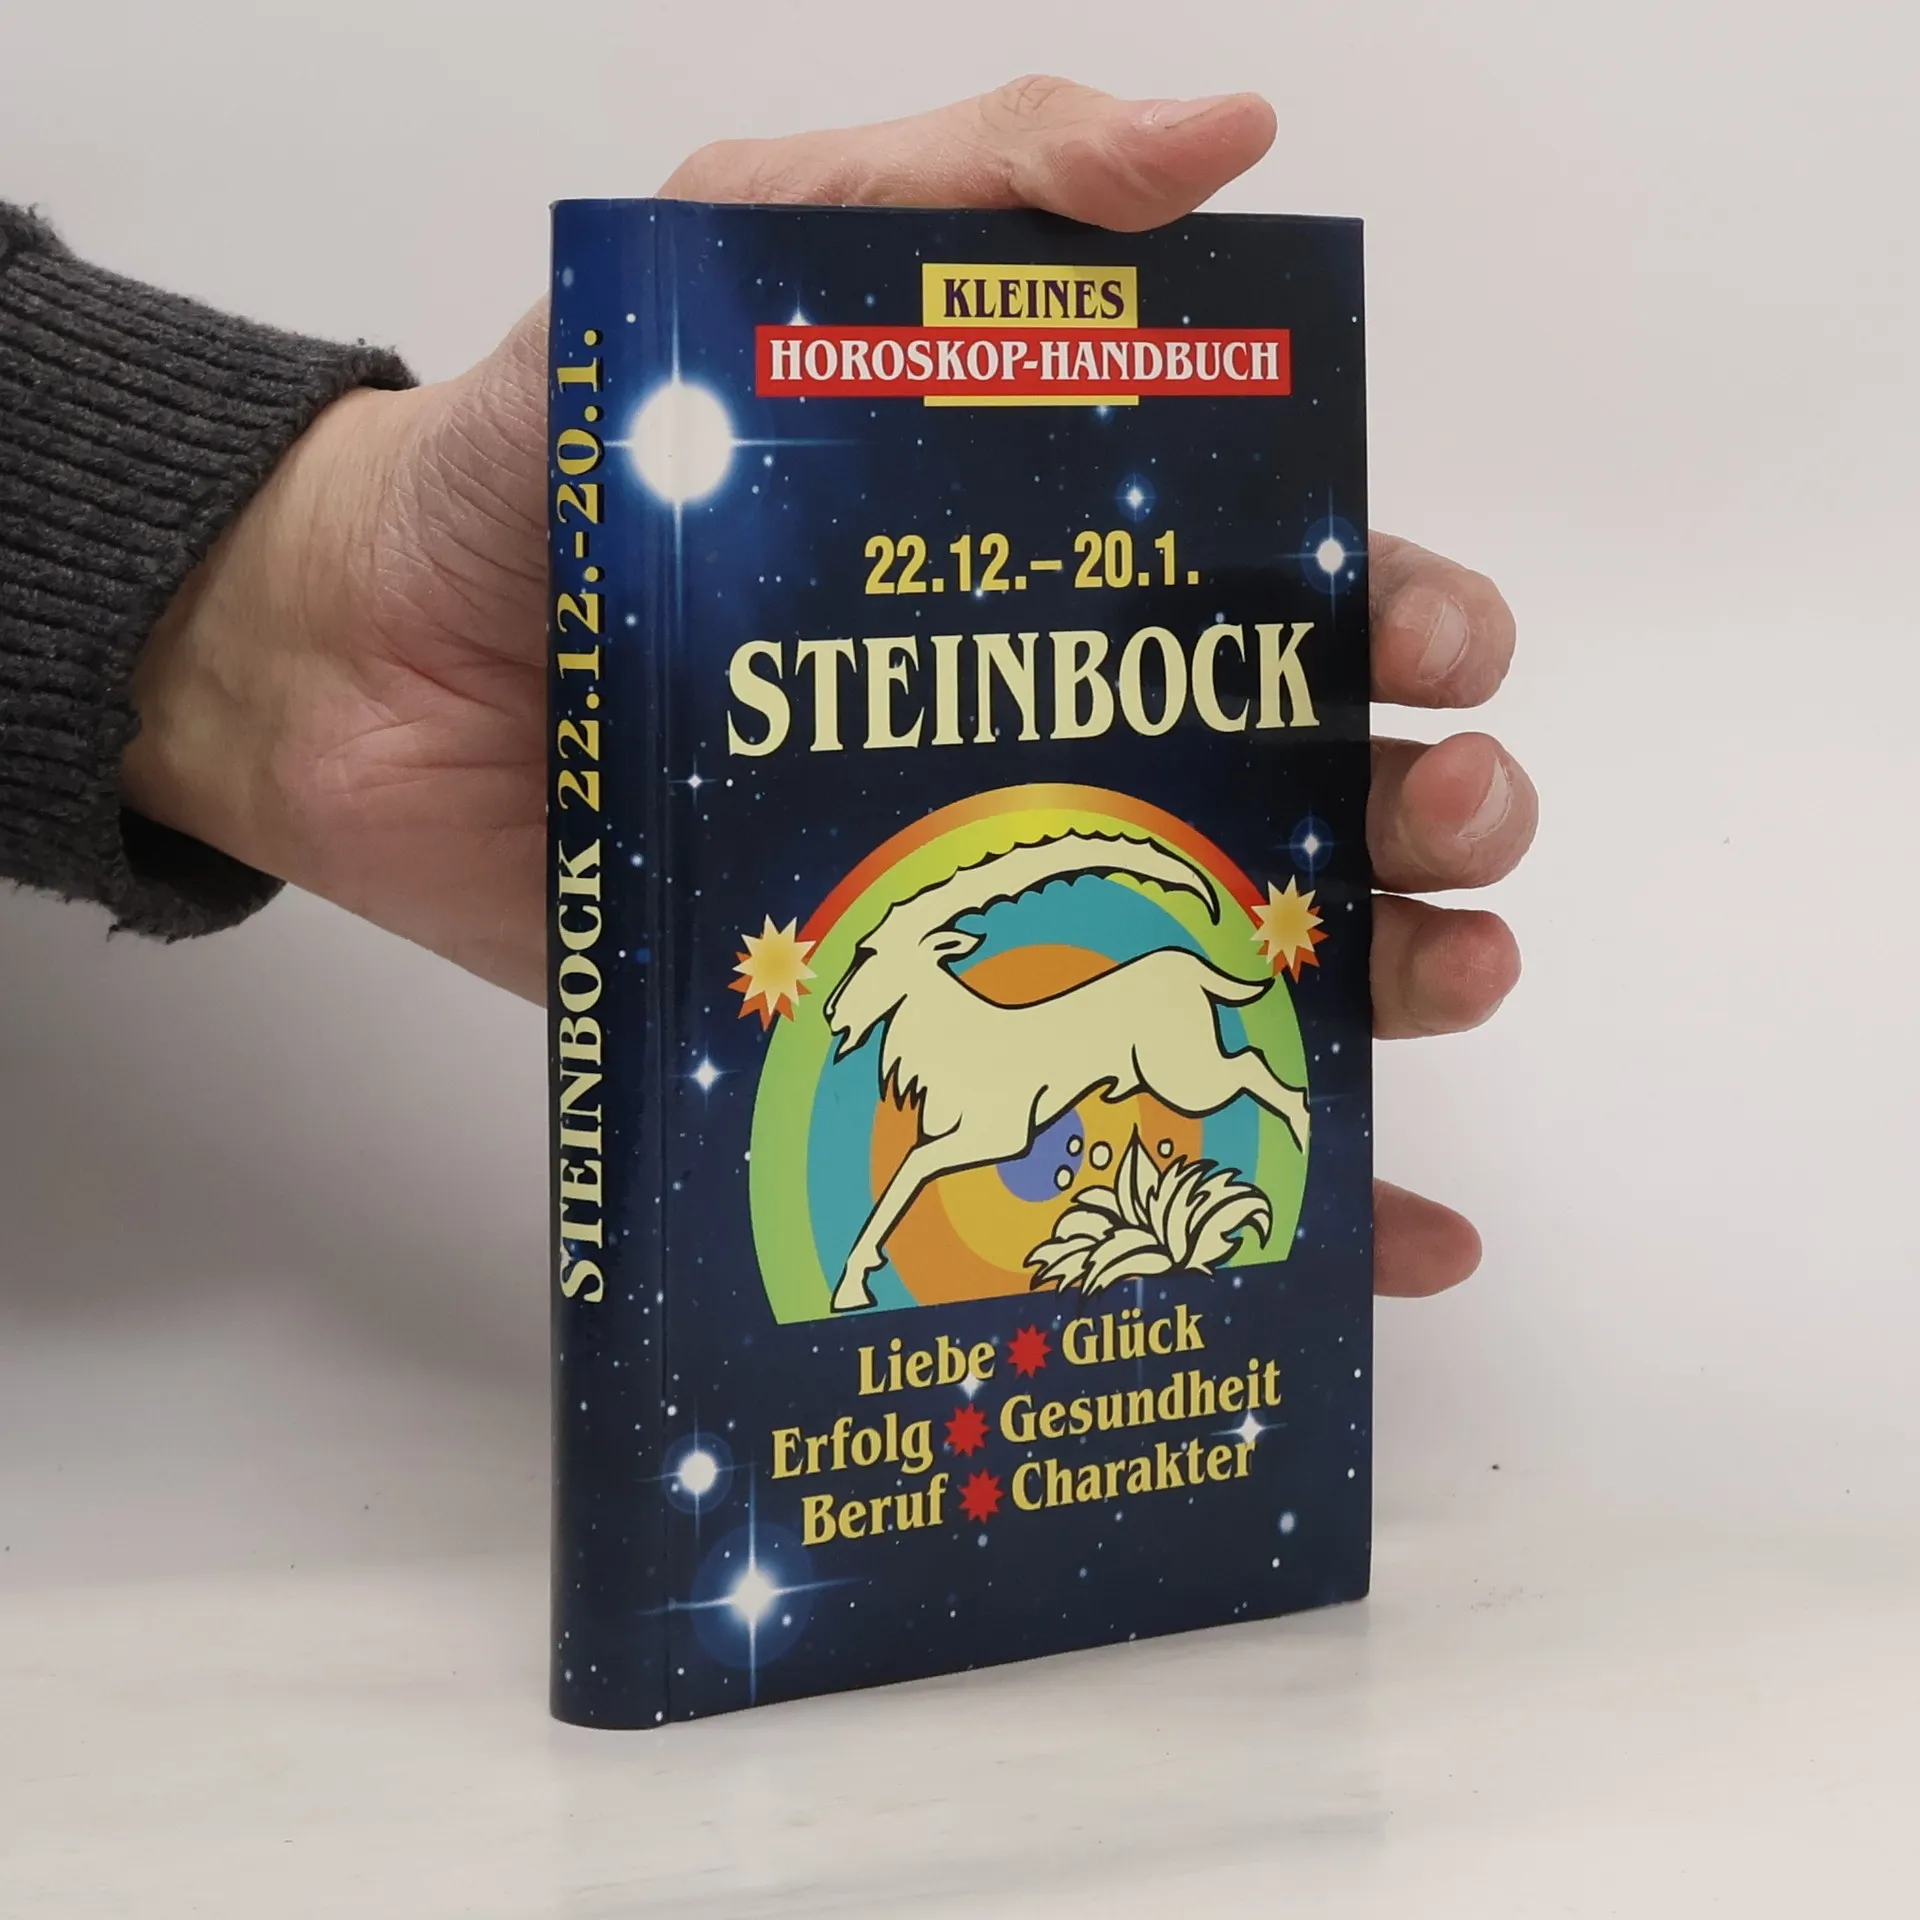 STEINBOCK 22.12.-20.1.
KLEINES
HOROSKOP-HANDBUCH
22.12.–20.1.
STEINBOCK
Liebe Glück
Erfolg Gesundheit
Beruf Charakter